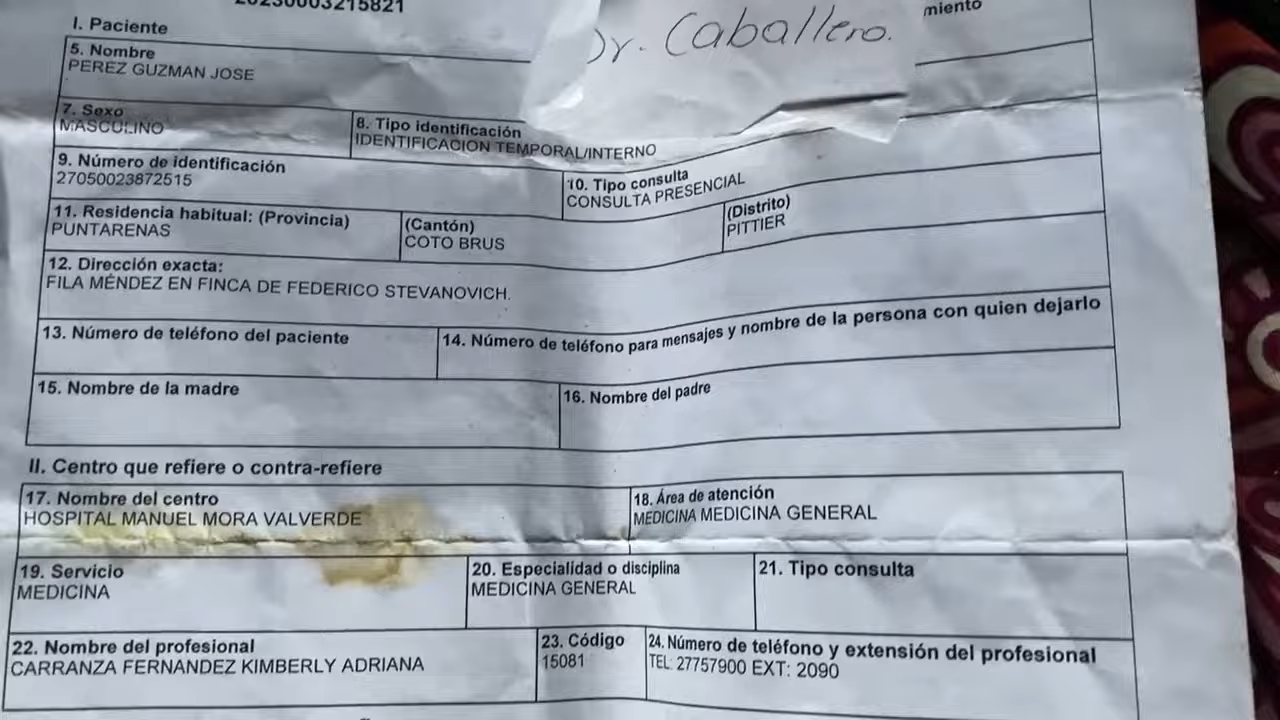 I. Paciente
Dr. Caballero.
miento
5. Nombre
PEREZ GUZMAN JOSE
7. Sexo
MASCULINO
8. Tipo identificación
IDENTIFICACION TEMPORAL/INTERNO
9. Número de identificación
27050023872515
10. Tipo consulta
CONSULTA PRESENCIAL
11. Residencia habitual: (Provincia)
PUNTARENAS
(Cantón)
COTO BRUS
(Distrito)
PITTIER
12. Dirección exacta:
FILA MÉNDEZ EN FINCA DE FEDERICO STEVANOVICH.
13. Número de teléfono del paciente
14. Número de teléfono para mensajes y nombre de la persona con quien dejarlo
15. Nombre de la madre
16. Nombre del padre
II. Centro que refiere o contra-refiere
17. Nombre del centro
HOSPITAL MANUEL MORA VALVERDE
18. Área de atención
MEDICINA MEDICINA GENERAL
19. Servicio
MEDICINA
20. Especialidad o disciplina
MEDICINA GENERAL
21. Tipo consulta
22. Nombre del profesional
CARRANZA FERNANDEZ KIMBERLY ADRIANA
23. Código
15081
24. Número de teléfono y extensión del profesional
TEL: 27757900 EXT: 2090